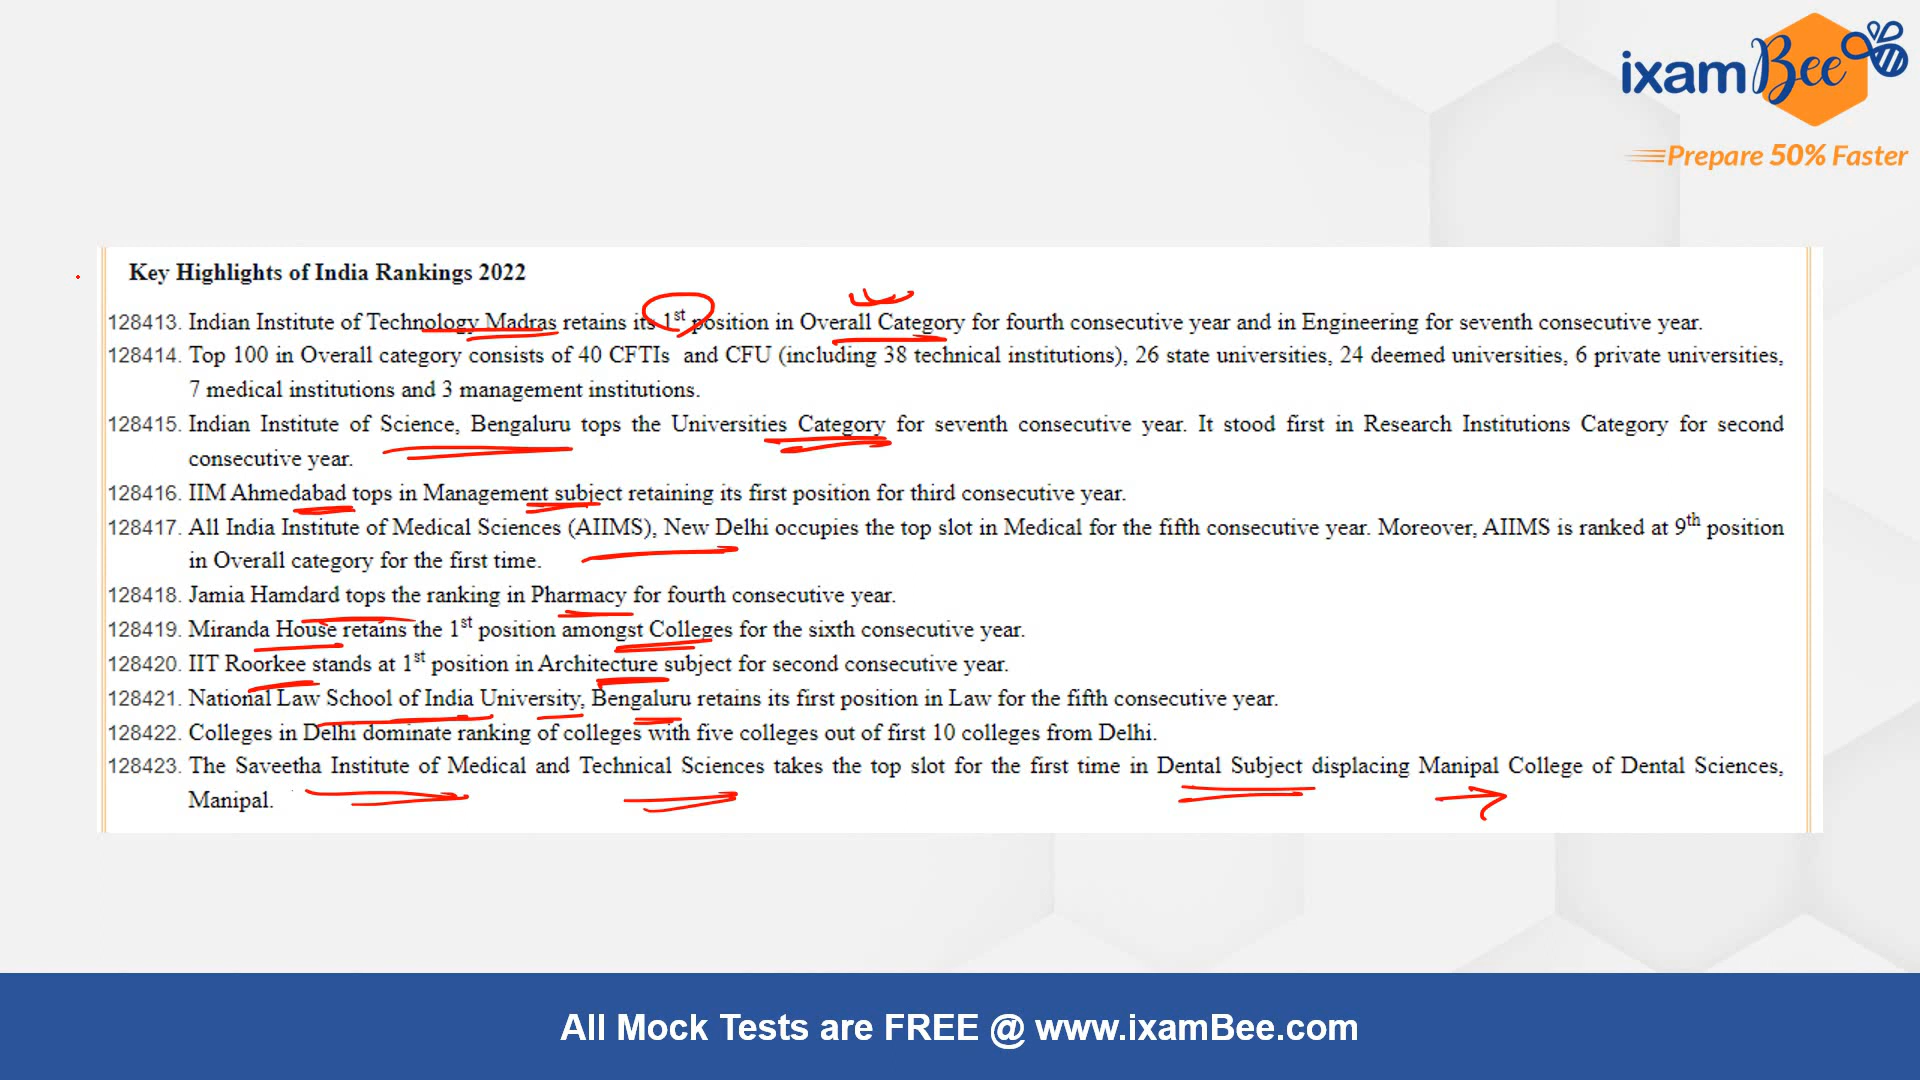 ixamBee
Prepare 50% Faster
Key Highlights of India Rankings 2022
128413. Indian Institute of Technology Madras retains its 1st position in Overall Category for fourth consecutive year and in Engineering for seventh consecutive year.
128414. Top 100 in Overall category consists of 40 CFTIs and CFU (including 38 technical institutions), 26 state universities, 24 deemed universities, 6 private universities,
7 medical institutions and 3 management institutions.
128415. Indian Institute of Science, Bengaluru tops the Universities Category for seventh consecutive year. It stood first in Research Institutions Category for second
consecutive year.
128416. IIM Ahmedabad tops in Management subject retaining its first position for third consecutive year.
128417. All India Institute of Medical Sciences (AIIMS), New Delhi occupies the top slot in Medical for the fifth consecutive year. Moreover, AIIMS is ranked at 9th position
in Overall category for the first time.
128418. Jamia Hamdard tops the ranking in Pharmacy for fourth consecutive year.
128419. Miranda House retains the 1st position amongst Colleges for the sixth consecutive year.
128420. IIT Roorkee stands at 1st position in Architecture subject for second consecutive year.
128421. National Law School of India University, Bengaluru retains its first position in Law for the fifth consecutive year.
128422. Colleges in Delhi dominate ranking of colleges with five colleges out of first 10 colleges from Delhi.
128423. The Saveetha Institute of Medical and Technical Sciences takes the top slot for the first time in Dental Subject displacing Manipal College of Dental Sciences,
Manipal.
All Mock Tests are FREE @ www.ixamBee.com